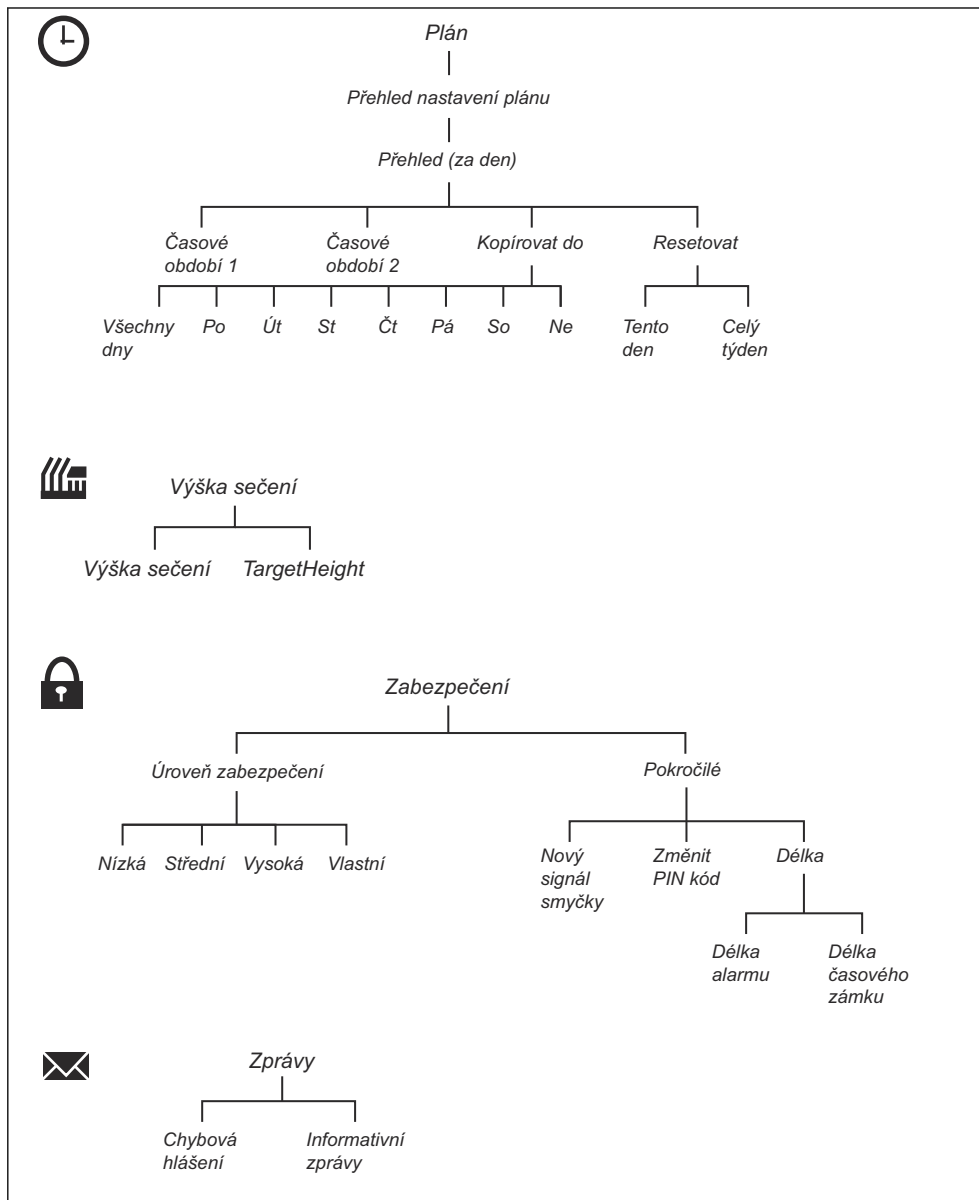 Plán
Přehled nastavení plánu
Přehled (za den)
Časové
období 1
Časové
období 2
Kopírovat do
Resetovat
Všechny
dny
Po
Út
St
Čt
Pá
So
Ne
Tento
den
Celý
týden
Výška sečení
Výška sečení
TargetHeight
Zabezpečení
Úroveň zabezpečení
Pokročilé
Nízká
Střední
Vysoká
Vlastní
Nový
signál
smyčky
Změnit
PIN kód
Délka
Délka
alarmu
Délka
časového
zámku
Zprávy
Chybová
hlášení
Informativní
zprávy